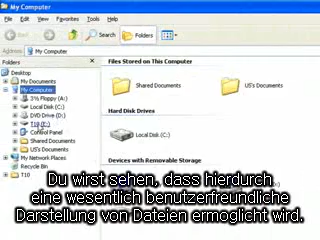 My Computer
File Edit View Favorites Tools Help
Back Search Folders
Address My Computer
Folders
Desktop
My Documents
My Computer
3½ Floppy (A:)
Local Disk (C:)
DVD Drive (D:)
T10 (E:)
Control Panel
Shared Documents
US's Documents
My Network Places
Recycle Bin
T10
Files Stored on This Computer
Shared Documents US's Documents
Hard Disk Drives
Local Disk (C:)
Devices with Removable Storage
Du wirst sehen, dass hierdurch
eine wesentlich benutzerfreundliche
Darstellung von Dateien ermoglicht wird.